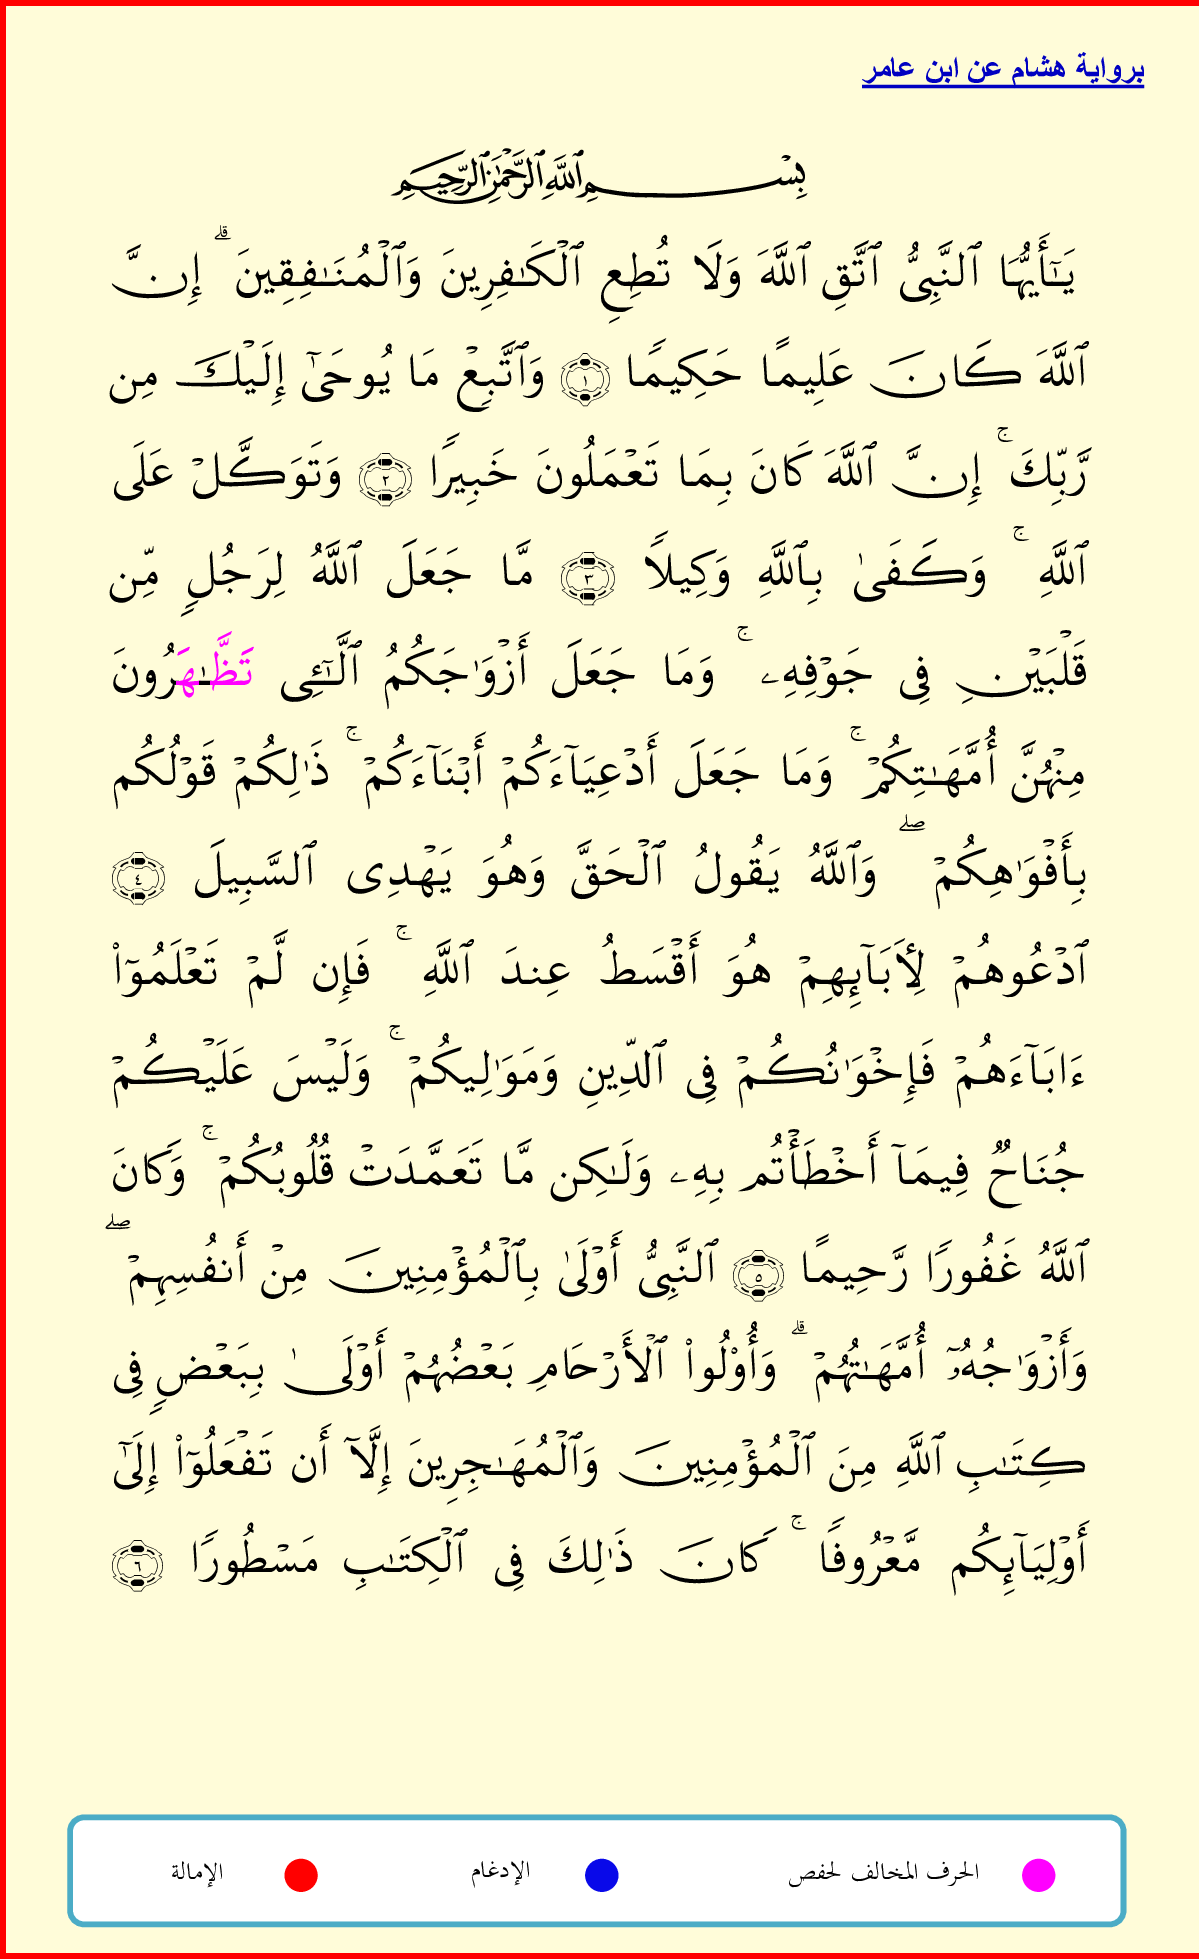 برواية هشام عن ابن عامر
بِسْمِ ٱللَّهِ ٱلرَّحْمَٰنِ ٱلرَّحِيمِ
يَـٰٓأَيُّهَا ٱلنَّبِىُّ ٱتَّقِ ٱللَّهَ وَلَا تُطِعِ ٱلْكَـٰفِرِينَ وَٱلْمُنَـٰفِقِينَ ۗ إِنَّ
ٱللَّهَ كَانَ عَلِيمًا حَكِيمًا ١ وَٱتَّبِعْ مَا يُوحَىٰٓ إِلَيْكَ مِن
رَّبِّكَ ۚ إِنَّ ٱللَّهَ كَانَ بِمَا تَعْمَلُونَ خَبِيرًا ٢ وَتَوَكَّلْ عَلَى
ٱللَّهِ ۚ وَكَفَىٰ بِٱللَّهِ وَكِيلًا ٣ مَّا جَعَلَ ٱللَّهُ لِرَجُلٍ مِّن
قَلْبَيْنِ فِى جَوْفِهِۦ ۚ وَمَا جَعَلَ أَزْوَٰجَكُمُ ٱلَّـٰٓـِٔى تَظَّـٰهَرُونَ
مِنْهُنَّ أُمَّهَـٰتِكُمْ ۚ وَمَا جَعَلَ أَدْعِيَآءَكُمْ أَبْنَآءَكُمْ ۚ ذَٰلِكُمْ قَوْلُكُم
بِأَفْوَٰهِكُمْ ۖ وَٱللَّهُ يَقُولُ ٱلْحَقَّ وَهُوَ يَهْدِى ٱلسَّبِيلَ ٤
ٱدْعُوهُمْ لِأَبَآئِهِمْ هُوَ أَقْسَطُ عِندَ ٱللَّهِ ۚ فَإِن لَّمْ تَعْلَمُوٓا۟
ءَابَآءَهُمْ فَإِخْوَٰنُكُمْ فِى ٱلدِّينِ وَمَوَٰلِيكُمْ ۚ وَلَيْسَ عَلَيْكُمْ
جُنَاحٌ فِيمَآ أَخْطَأْتُم بِهِۦ وَلَـٰكِن مَّا تَعَمَّدَتْ قُلُوبُكُمْ ۚ وَكَانَ
ٱللَّهُ غَفُورًا رَّحِيمًا ٥ ٱلنَّبِىُّ أَوْلَىٰ بِٱلْمُؤْمِنِينَ مِنْ أَنفُسِهِمْ ۖ
وَأَزْوَٰجُهُۥٓ أُمَّهَـٰتُهُمْ ۗ وَأُو۟لُوا۟ ٱلْأَرْحَامِ بَعْضُهُمْ أَوْلَىٰ بِبَعْضٍ فِى
كِتَـٰبِ ٱللَّهِ مِنَ ٱلْمُؤْمِنِينَ وَٱلْمُهَـٰجِرِينَ إِلَّآ أَن تَفْعَلُوٓا۟ إِلَىٰٓ
أَوْلِيَآئِكُم مَّعْرُوفًا ۚ كَانَ ذَٰلِكَ فِى ٱلْكِتَـٰبِ مَسْطُورًا ٦
الحرف المخالف لحفص الإدغام الإمالة